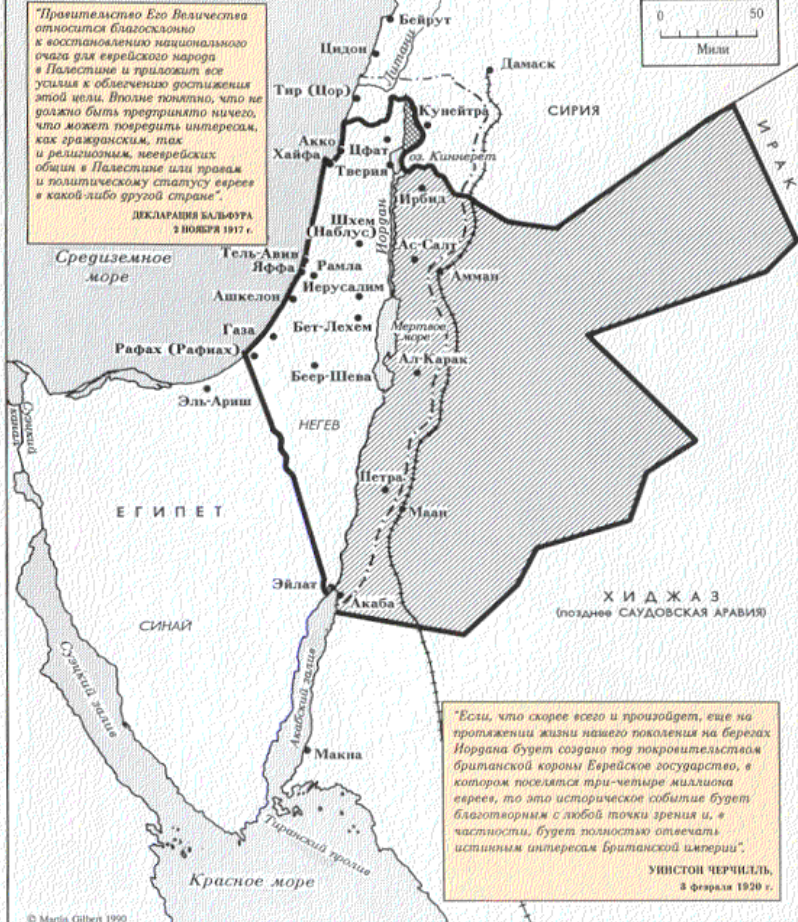 "Правительство Его Величества
относится благосклонно
к восстановлению национального
очага для еврейского народа
в Палестине и приложит все
усилия к облегчению достижения
этой цели. Вполне понятно, что не
должно быть предпринято ничего,
что может повредить интересам,
как гражданским, так
и религиозным, нееврейских
общин в Палестине или правам
и политическому статусу евреев
в какой-либо другой стране".
ДЕКЛАРАЦИЯ БАЛЬФУРА
2 НОЯБРЯ 1917 г.
0 50
Мили
Бейрут
Цидон
Литани
Дамаск
Тир (Цор)
СИРИЯ
Кунейтра
ИРАК
Акко
Хайфа
Цфат
оз. Киннерет
Тверия
Ирбид
Иордан
Шхем
(Наблус)
Средиземное
море
Тель-Авив
Яффа
Рамла
Ас-Салт
Амман
Иерусалим
Ашкелон
Газа
Бет-Лехем
Мертвое
море
Рафах (Рафиах)
Беер-Шева
Ал-Карак
Эль-Ариш
Суэцкий
канал
НЕГЕВ
ЕГИПЕТ
Петра
Маан
Эйлат
Акаба
ХИДЖАЗ
(позднее САУДОВСКАЯ АРАВИЯ)
СИНАЙ
Суэцкий залив
Акабский залив
Макна
Тиранский пролив
Красное море
"Если, что скорее всего и произойдет, еще на
протяжении жизни нашего поколения на берегах
Иордана будет создано под покровительством
британской короны Еврейское государство, в
котором поселятся три-четыре миллиона
евреев, то это историческое событие будет
благотворным с любой точки зрения и, в
частности, будет полностью отвечать
истинным интересам Британской империи".
УИНСТОН ЧЕРЧИЛЛЬ,
8 февраля 1920 г.
© Martin Gilbert 1990